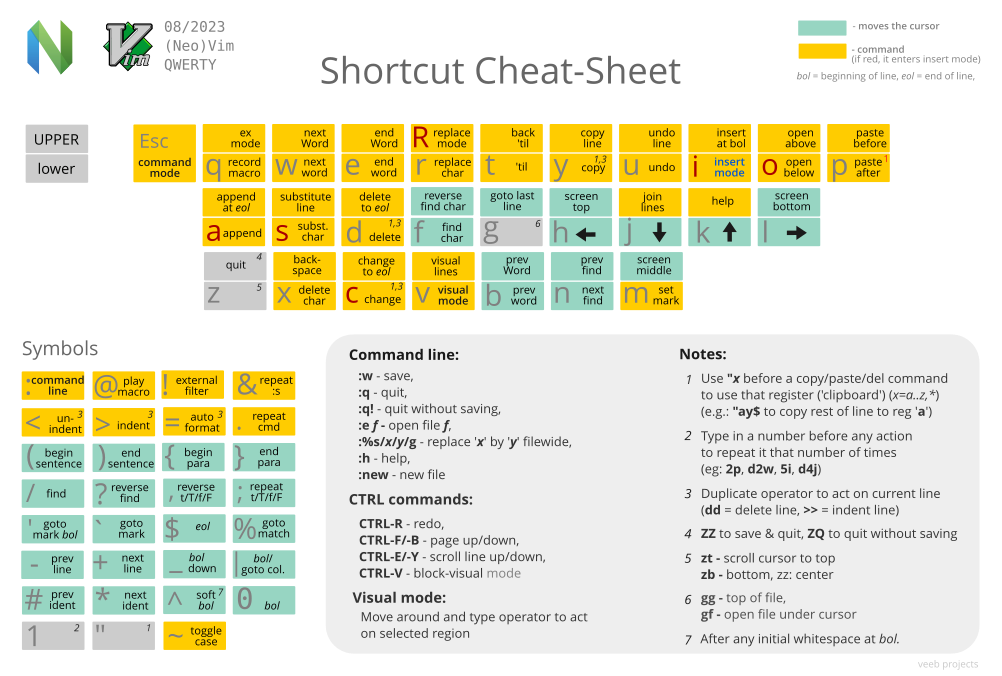 08/2023
(Neo)Vim
QWERTY
Vim
Shortcut Cheat-Sheet
- moves the cursor
- command
(if red, it enters insert mode)
bol = beginning of line, eol = end of line,
UPPER
lower
Esc
command
mode
ex
mode
q record
macro
next
Word
w next
word
end
Word
e end
word
R replace
mode
r replace
char
back
'til
t 'til
copy
line
y 1,3
copy
undo
line
u undo
insert
at bol
i insert
mode
open
above
o open
below
paste
before
p paste 1
after
append
at eol
a append
substitute
line
s subst.
char
delete
to eol
d 1,3
delete
reverse
find char
f find
char
goto last
line
g 6
screen
top
h ←
join
lines
j ↓
help
k ↑
screen
bottom
l →
quit 4
z 5
back-
space
x delete
char
change
to eol
c 1,3
change
visual
lines
v visual
mode
prev
Word
b prev
word
prev
find
n next
find
screen
middle
m set
mark
Symbols
: command
line
@ play
macro
! external
filter
& repeat
:s
< un- 3
indent
> 3
indent
= auto 3
format
. repeat
cmd
( begin
sentence
) end
sentence
{ begin
para
} end
para
/ find
? reverse
find
, reverse
t/T/f/F
; repeat
t/T/f/F
' goto
mark bol
` goto
mark
$ eol
% goto
match
- prev
line
+ next
line
_ bol
down
| bol/
goto col.
# prev
ident
* next
ident
^ soft 7
bol
0 bol
1 2
" 1
~ toggle
case
Command line:
:w - save,
:q - quit,
:q! - quit without saving,
:e f - open file f,
:%s/x/y/g - replace 'x' by 'y' filewide,
:h - help,
:new - new file
CTRL commands:
CTRL-R - redo,
CTRL-F/-B - page up/down,
CTRL-E/-Y - scroll line up/down,
CTRL-V - block-visual mode
Visual mode:
Move around and type operator to act
on selected region
Notes:
1 Use "x before a copy/paste/del command
to use that register ('clipboard') (x=a..z,*)
(e.g.: "ay$ to copy rest of line to reg 'a')
2 Type in a number before any action
to repeat it that number of times
(eg: 2p, d2w, 5i, d4j)
3 Duplicate operator to act on current line
(dd = delete line, >> = indent line)
4 ZZ to save & quit, ZQ to quit without saving
5 zt - scroll cursor to top
zb - bottom, zz: center
6 gg - top of file,
gf - open file under cursor
7 After any initial whitespace at bol.
veeb projects